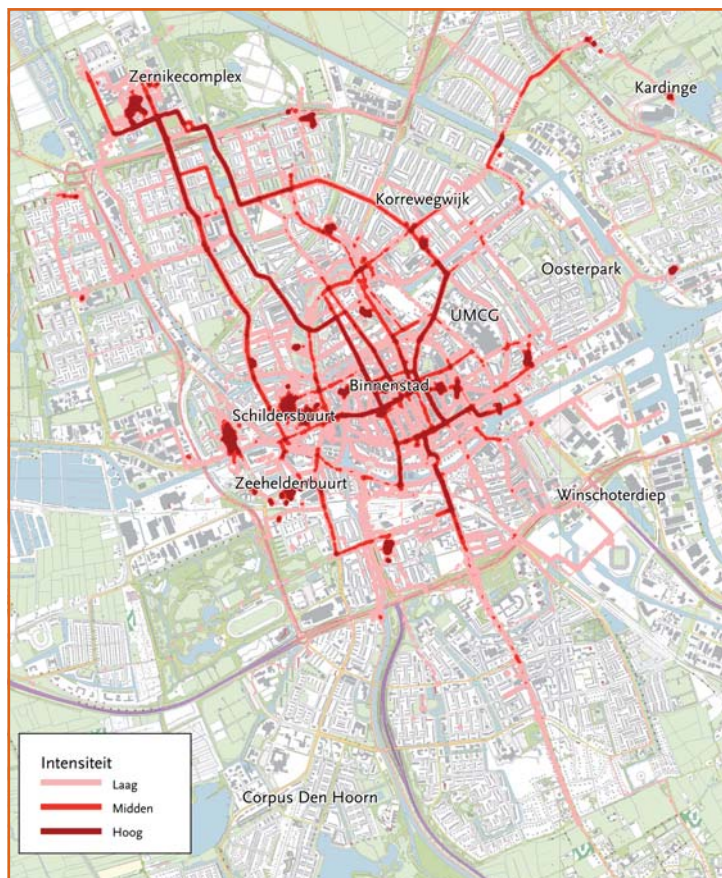 Zernikecomplex
Kardinge
Korrewegwijk
Oosterpark
UMCG
Binnenstad
Schildersbuurt
Zeeheldenbuurt
Winschoterdiep
Corpus Den Hoorn
Intensiteit
Laag
Midden
Hoog